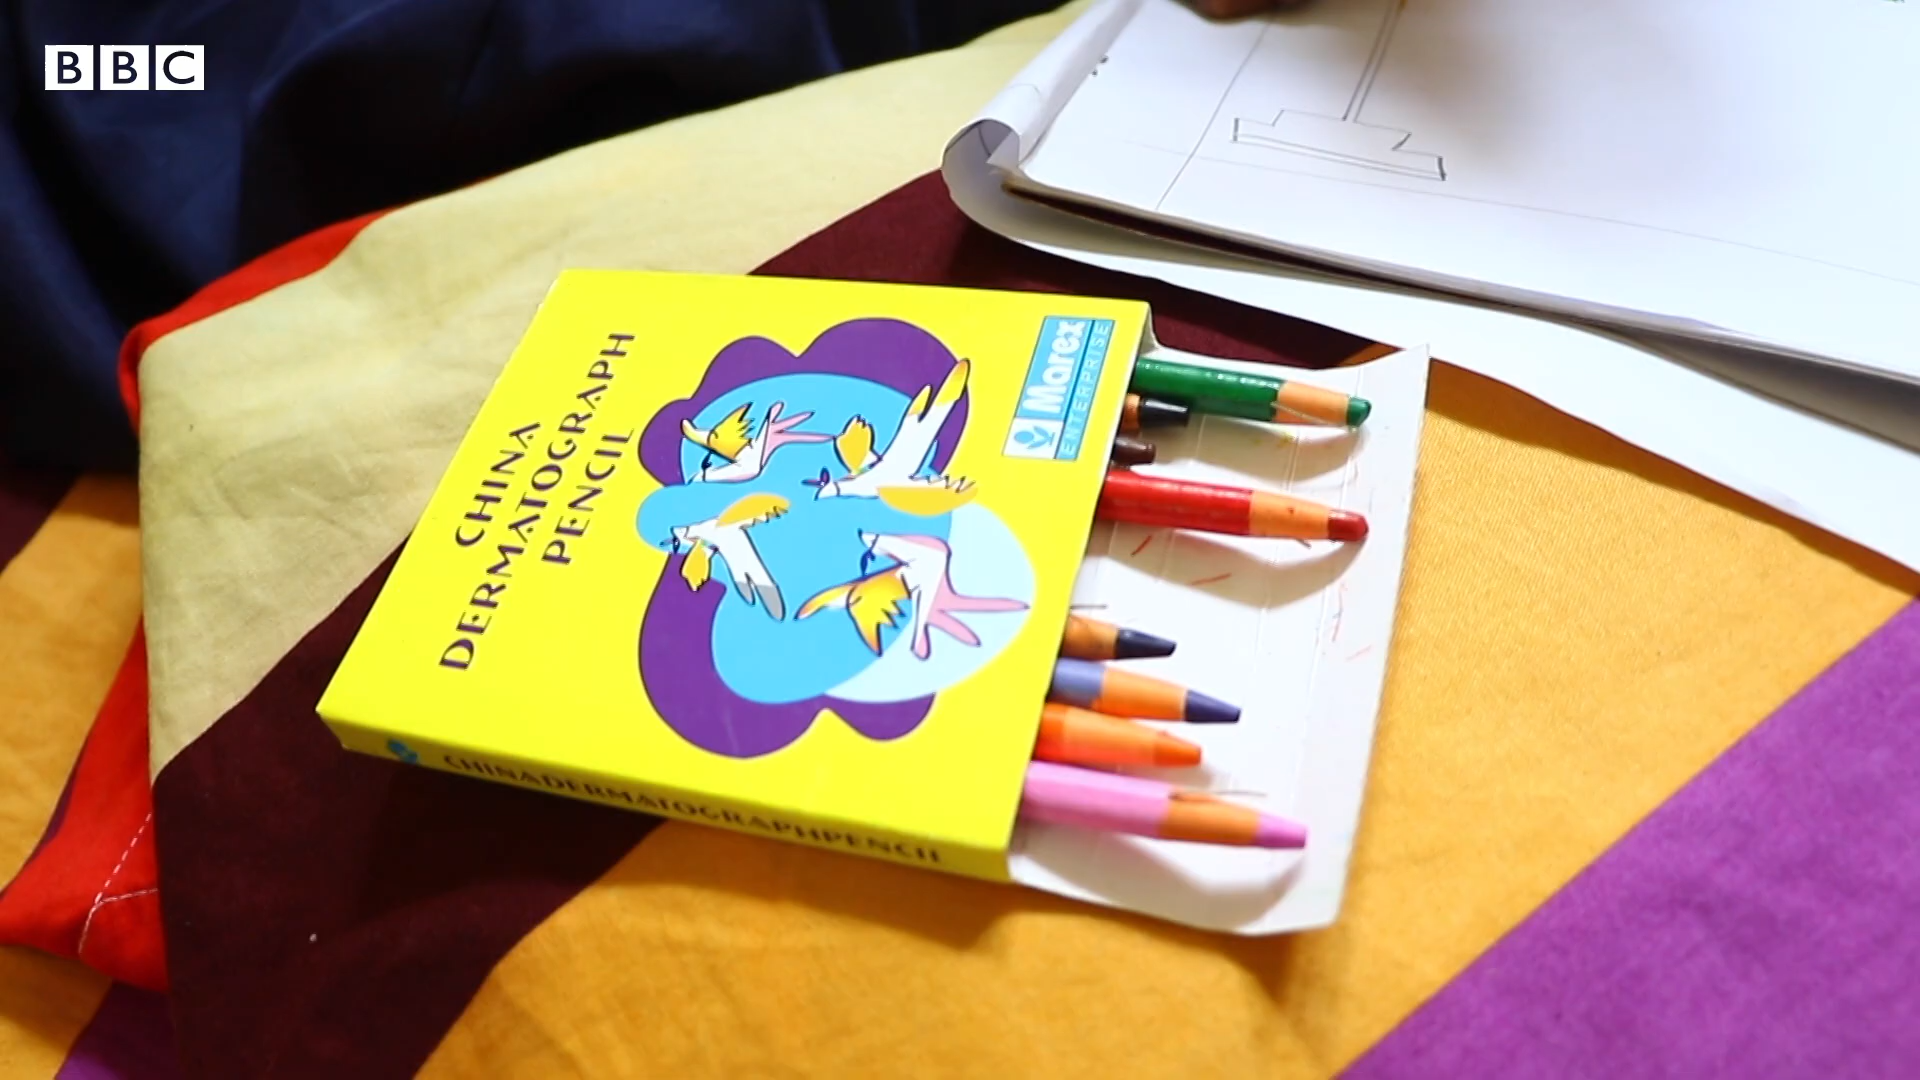 BBC
CHINA
DERMATOGRAPH
PENCIL
Marex
ENTERPRISE
CHINADERMATOGRAPHPENCIL